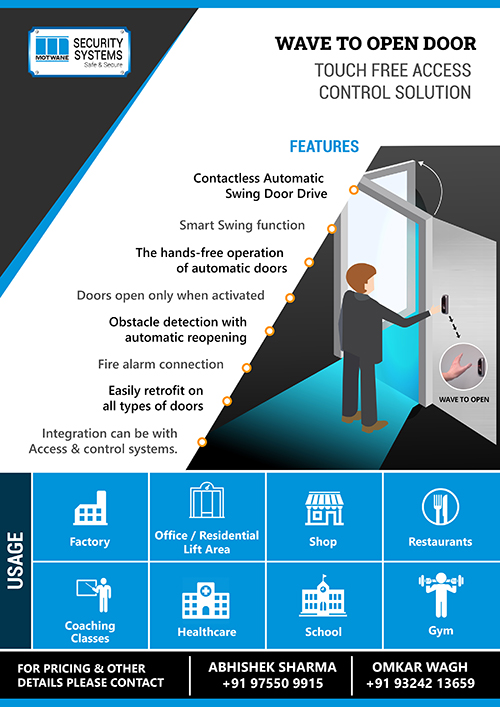 MOTWANE
SECURITY
SYSTEMS
Safe & Secure
WAVE TO OPEN DOOR
TOUCH FREE ACCESS
CONTROL SOLUTION
FEATURES
Contactless Automatic
Swing Door Drive
Smart Swing function
The hands-free operation
of automatic doors
Doors open only when activated
Obstacle detection with
automatic reopening
Fire alarm connection
Easily retrofit on
all types of doors
Integration can be with
Access & control systems.
WAVE TO OPEN
USAGE
Factory
Office / Residential
Lift Area
Shop
Restaurants
Coaching
Classes
Healthcare
School
Gym
FOR PRICING & OTHER
DETAILS PLEASE CONTACT
ABHISHEK SHARMA
+91 97550 9915
OMKAR WAGH
+91 93242 13659